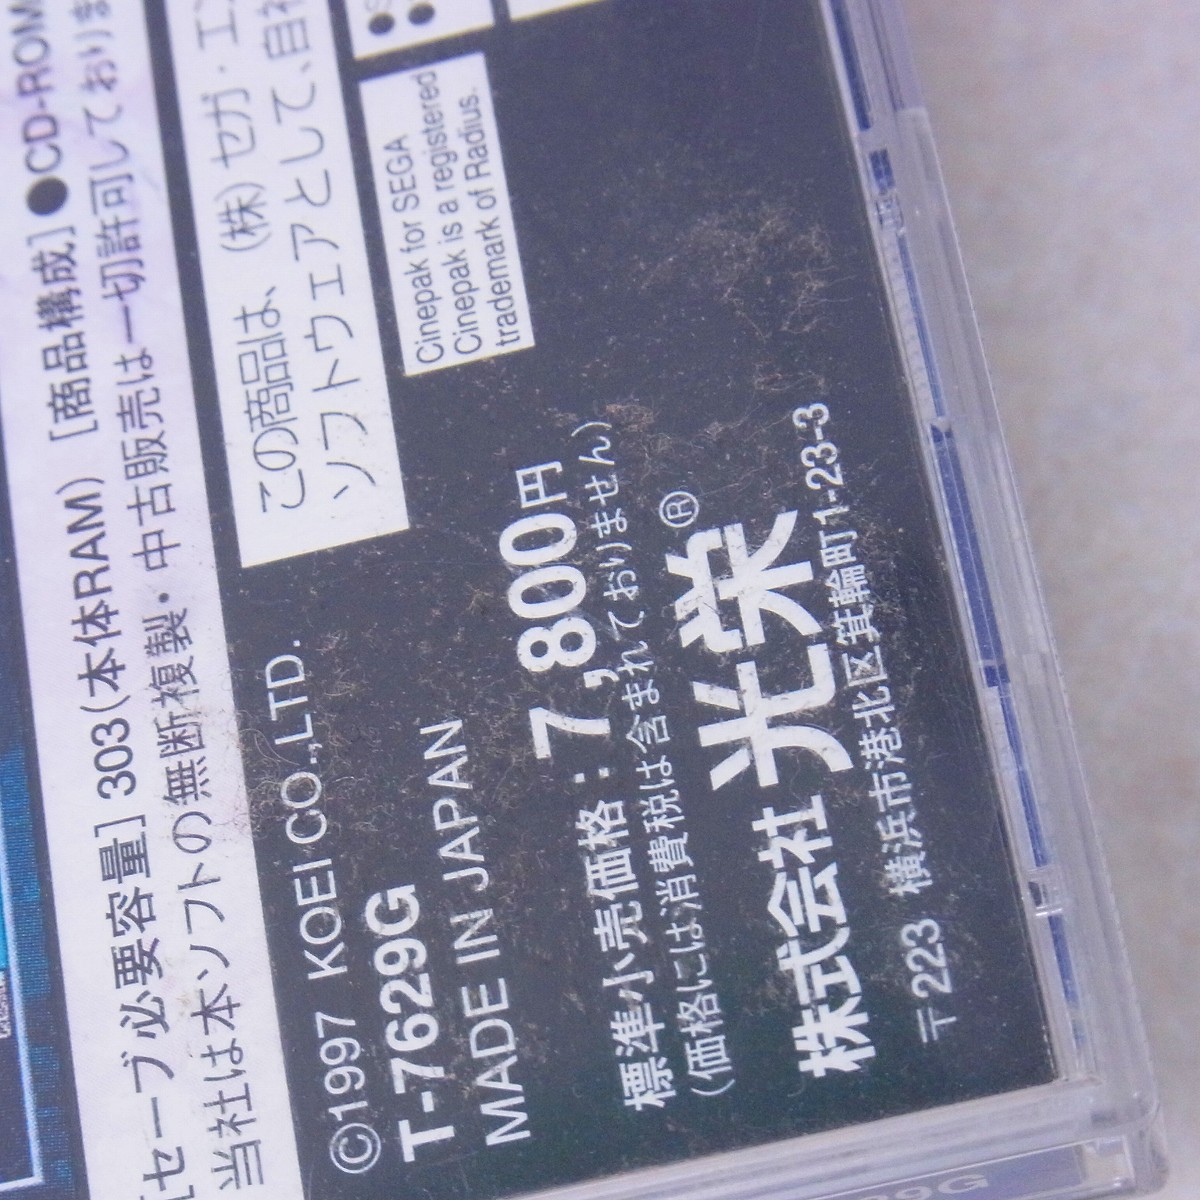 [セーブ必要容量] 303(本体RAM) [商品構成] ●CD-ROM
当社は本ソフトの無断複製・中古販売は一切許可しておりま
この商品は、(株)セガ・エ
ソフトウェアとして、自社
Cinepak for SEGA
Cinepak is a registered
trademark of Radius.
©1997 KOEI CO.,LTD.
T-7629G
MADE IN JAPAN
標準小売価格:7,800円
(価格には消費税は含まれておりません)
株式会社 光栄®
〒223 横浜市港北区箕輪町1-23-3